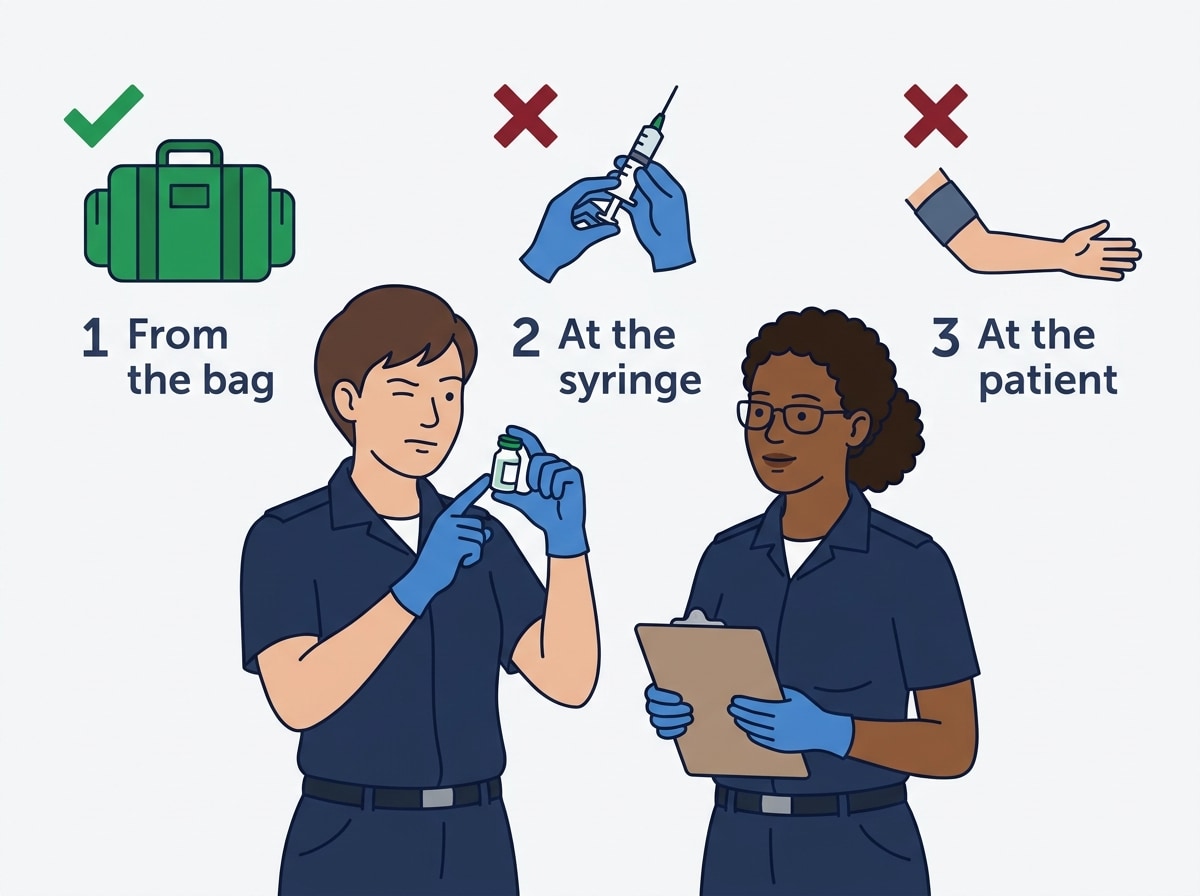 1 From
the bag
2 At the
syringe
3 At the
patient